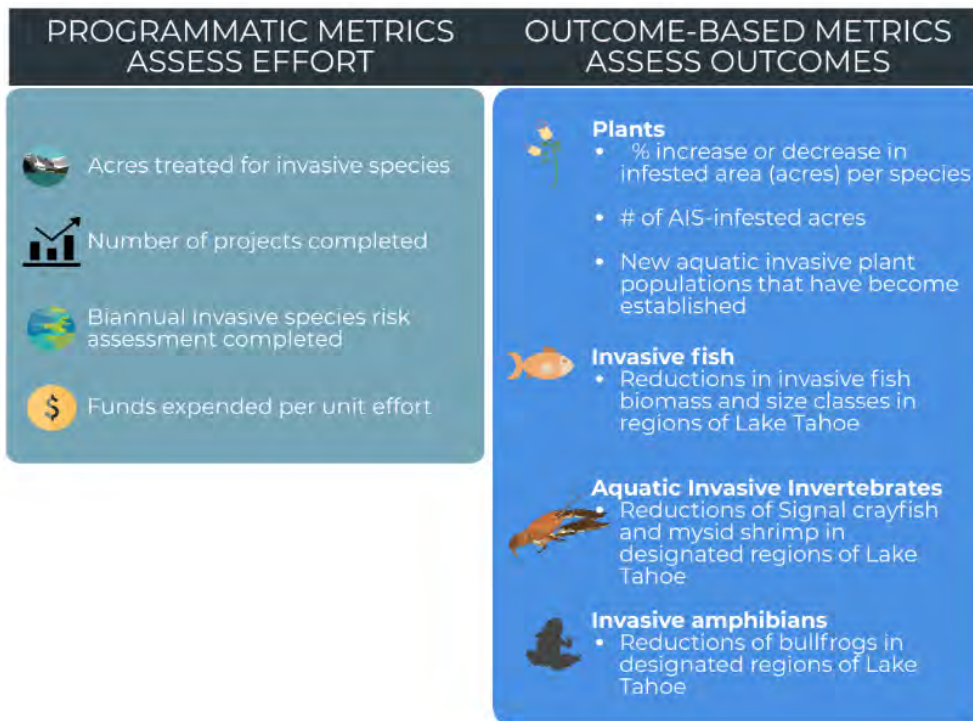 PROGRAMMATIC METRICS
ASSESS EFFORT
Acres treated for invasive species
Number of projects completed
Biannual invasive species risk
assessment completed
$
Funds expended per unit effort
OUTCOME-BASED METRICS
ASSESS OUTCOMES
Plants
• % increase or decrease in
infested area (acres) per species
• # of AIS-infested acres
• New aquatic invasive plant
populations that have become
established
Invasive fish
• Reductions in invasive fish
biomass and size classes in
regions of Lake Tahoe
Aquatic Invasive Invertebrates
• Reductions of Signal crayfish
and mysid shrimp in
designated regions of Lake
Tahoe
Invasive amphibians
• Reductions of bullfrogs in
designated regions of Lake
Tahoe